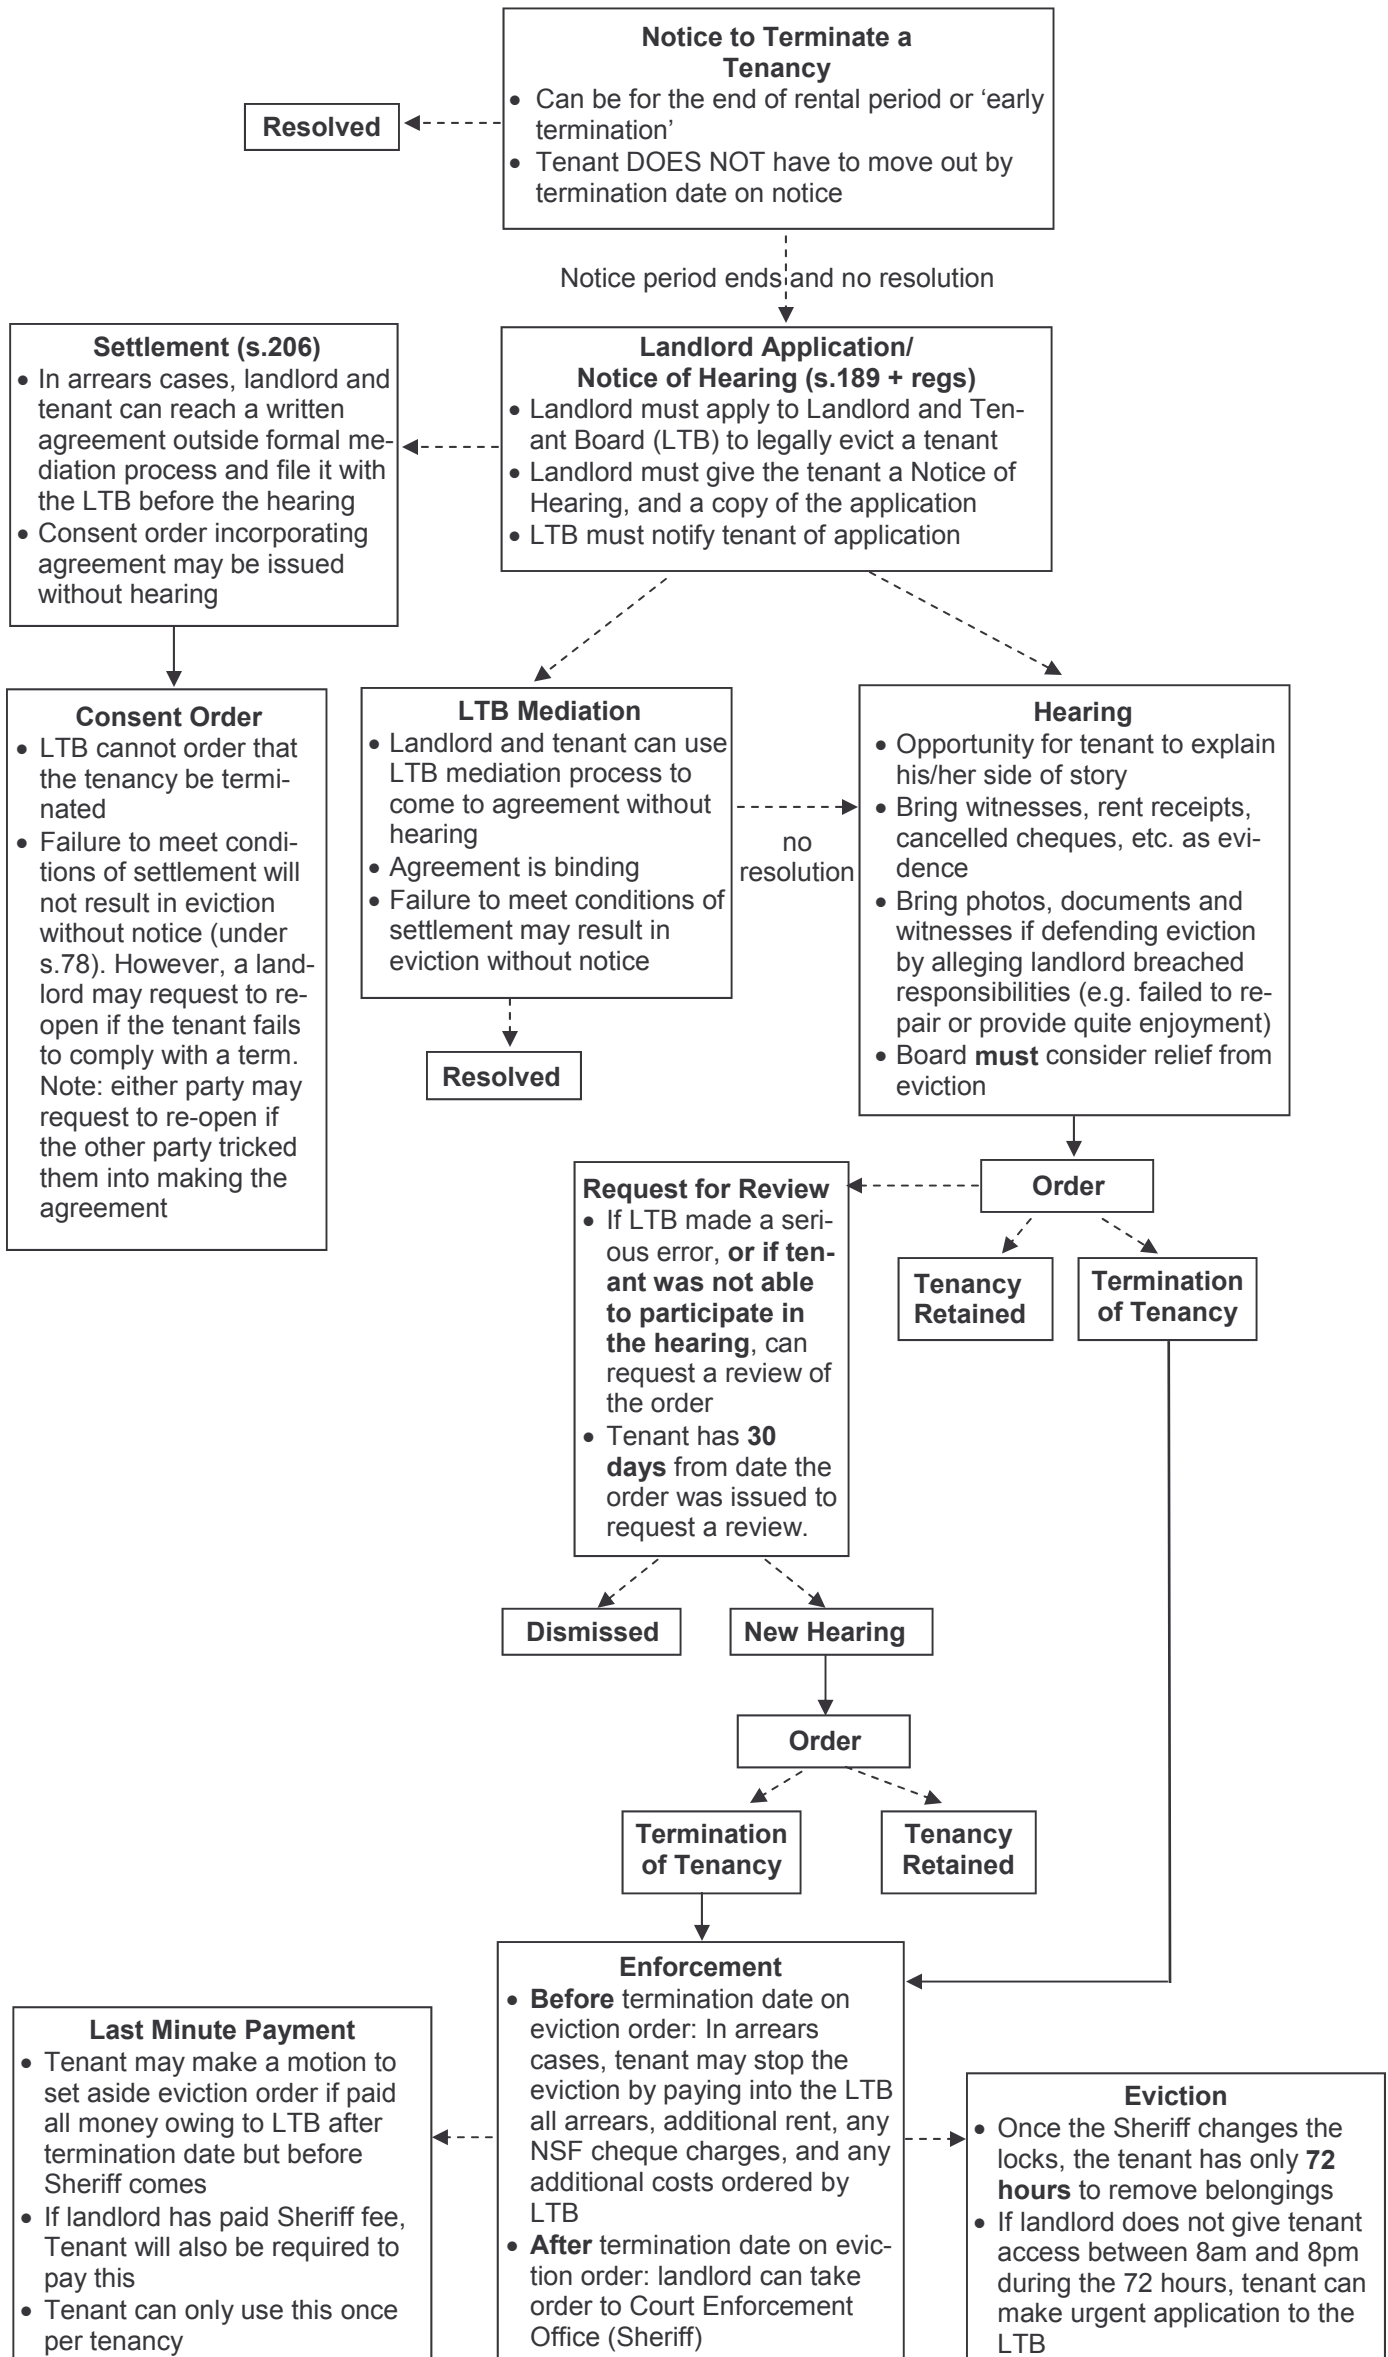 Notice to Terminate a
Tenancy
• Can be for the end of rental period or ‘early
termination’
• Tenant DOES NOT have to move out by
termination date on notice
Resolved
Notice period ends and no resolution
Settlement (s.206)
• In arrears cases, landlord and
tenant can reach a written
agreement outside formal me-
diation process and file it with
the LTB before the hearing
• Consent order incorporating
agreement may be issued
without hearing
Landlord Application/
Notice of Hearing (s.189 + regs)
• Landlord must apply to Landlord and Ten-
ant Board (LTB) to legally evict a tenant
• Landlord must give the tenant a Notice of
Hearing, and a copy of the application
• LTB must notify tenant of application
Consent Order
• LTB cannot order that
the tenancy be termi-
nated
• Failure to meet condi-
tions of settlement will
not result in eviction
without notice (under
s.78). However, a land-
lord may request to re-
open if the tenant fails
to comply with a term.
Note: either party may
request to re-open if
the other party tricked
them into making the
agreement
LTB Mediation
• Landlord and tenant can use
LTB mediation process to
come to agreement without
hearing
• Agreement is binding
• Failure to meet conditions of
settlement may result in
eviction without notice
no
resolution
Resolved
Hearing
• Opportunity for tenant to explain
his/her side of story
• Bring witnesses, rent receipts,
cancelled cheques, etc. as evi-
dence
• Bring photos, documents and
witnesses if defending eviction
by alleging landlord breached
responsibilities (e.g. failed to re-
pair or provide quite enjoyment)
• Board must consider relief from
eviction
Order
Tenancy
Retained
Termination
of Tenancy
Request for Review
• If LTB made a seri-
ous error, or if ten-
ant was not able
to participate in
the hearing, can
request a review of
the order
• Tenant has 30
days from date the
order was issued to
request a review.
Dismissed
New Hearing
Order
Termination
of Tenancy
Tenancy
Retained
Last Minute Payment
• Tenant may make a motion to
set aside eviction order if paid
all money owing to LTB after
termination date but before
Sheriff comes
• If landlord has paid Sheriff fee,
Tenant will also be required to
pay this
• Tenant can only use this once
per tenancy
Enforcement
• Before termination date on
eviction order: In arrears
cases, tenant may stop the
eviction by paying into the LTB
all arrears, additional rent, any
NSF cheque charges, and any
additional costs ordered by
LTB
• After termination date on evic-
tion order: landlord can take
order to Court Enforcement
Office (Sheriff)
Eviction
• Once the Sheriff changes the
locks, the tenant has only 72
hours to remove belongings
• If landlord does not give tenant
access between 8am and 8pm
during the 72 hours, tenant can
make urgent application to the
LTB